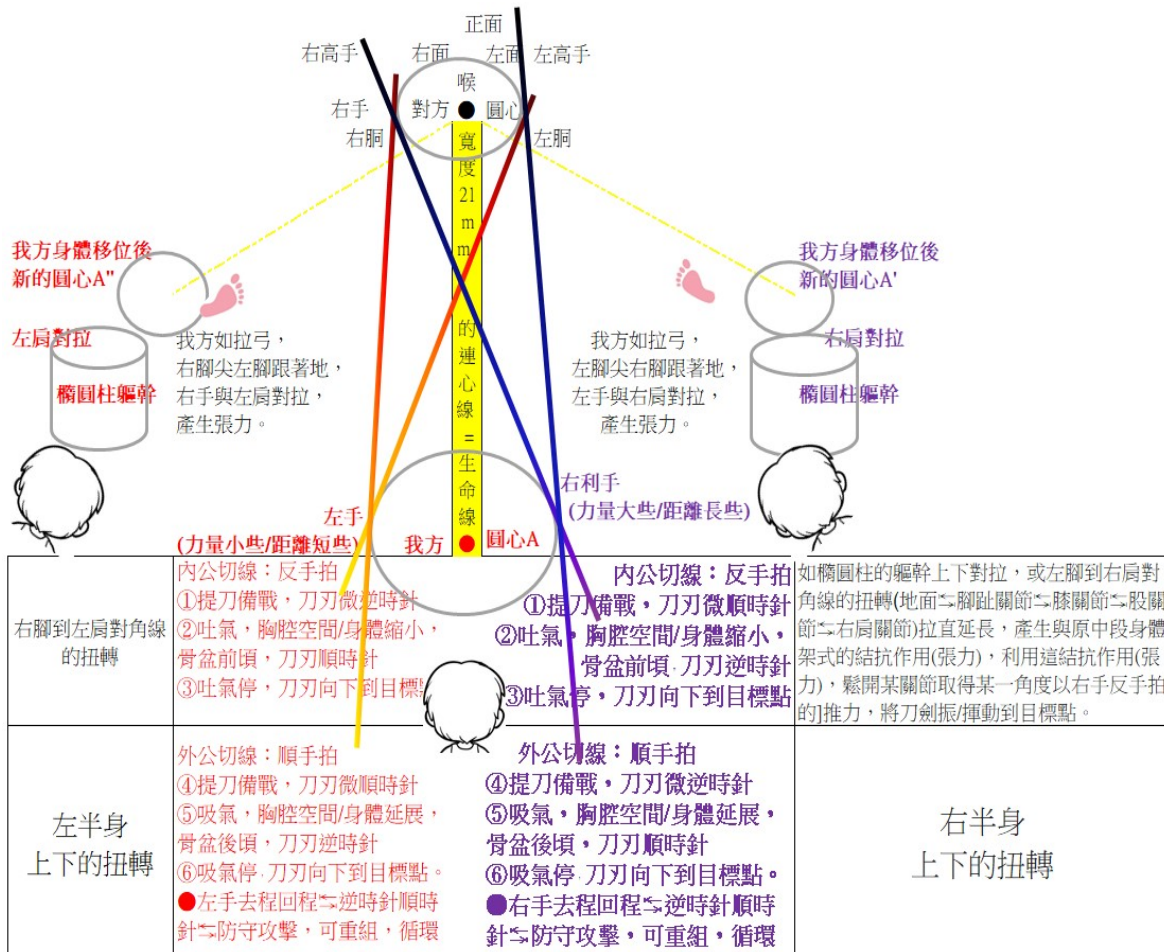 正面
右高手
右面
左面
左高手
喉
右手
對方
圓心
右胴
左胴
寬度21mm
的連心線=生命線
我方身體移位後
新的圓心A"
左肩對拉
橢圓柱軀幹
我方如拉弓，
右腳尖左腳跟著地，
右手與左肩對拉，
產生張力。
我方如拉弓，
左腳尖右腳跟著地，
左手與右肩對拉，
產生張力。
我方身體移位後
新的圓心A'
右肩對拉
橢圓柱軀幹
左手
(力量小些/距離短些)
我方
圓心A
右利手
(力量大些/距離長些)
右腳到左肩對角線
的扭轉
內公切線：反手拍
①提刀備戰，刀刃微逆時針
②吐氣，胸腔空間/身體縮小，
骨盆前頃，刀刃順時針
③吐氣停，刀刃向下到目標點
內公切線：反手拍
①提刀備戰，刀刃微順時針
②吐氣，胸腔空間/身體縮小，
骨盆前頃﹒刀刃逆時針
③吐氣停，刀刃向下到目標點
如橢圓柱的軀幹上下對拉，或左腳到右肩對
角線的扭轉(地面⇆腳趾關節⇆膝關節⇆股關
節⇆右肩關節)拉直延長，產生與原中段身體
架式的結抗作用(張力)，利用這結抗作用(張
力)，鬆開某關節取得某一角度以右手反手拍
的]推力，將刀劍振/揮動到目標點。
左半身
上下的扭轉
外公切線：順手拍
④提刀備戰，刀刃微順時針
⑤吸氣，胸腔空間/身體延展，
骨盆後頃，刀刃逆時針
⑥吸氣停﹒刀刃向下到目標點。
●左手去程回程⇆逆時針順時
針⇆防守攻擊，可重組，循環
外公切線：順手拍
④提刀備戰，刀刃微逆時針
⑤吸氣，胸腔空間/身體延展，
骨盆後頃，刀刃順時針
⑥吸氣停﹒刀刃向下到目標點。
●右手去程回程⇆逆時針順時
針⇆防守攻擊，可重組，循環
右半身
上下的扭轉